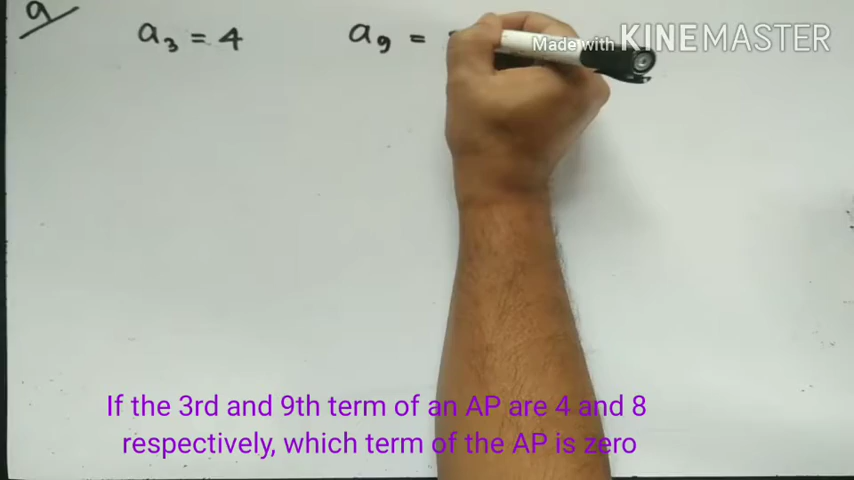 9
a₃ = 4 a₉ =
Made with KINEMASTER
If the 3rd and 9th term of an AP are 4 and 8
respectively, which term of the AP is zero